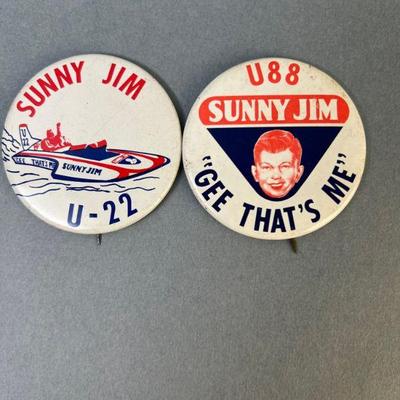 SUNNY JIM
GEE THAT'S ME
SUNNY JIM
U-22
U88
SUNNY JIM
"GEE THAT'S ME"